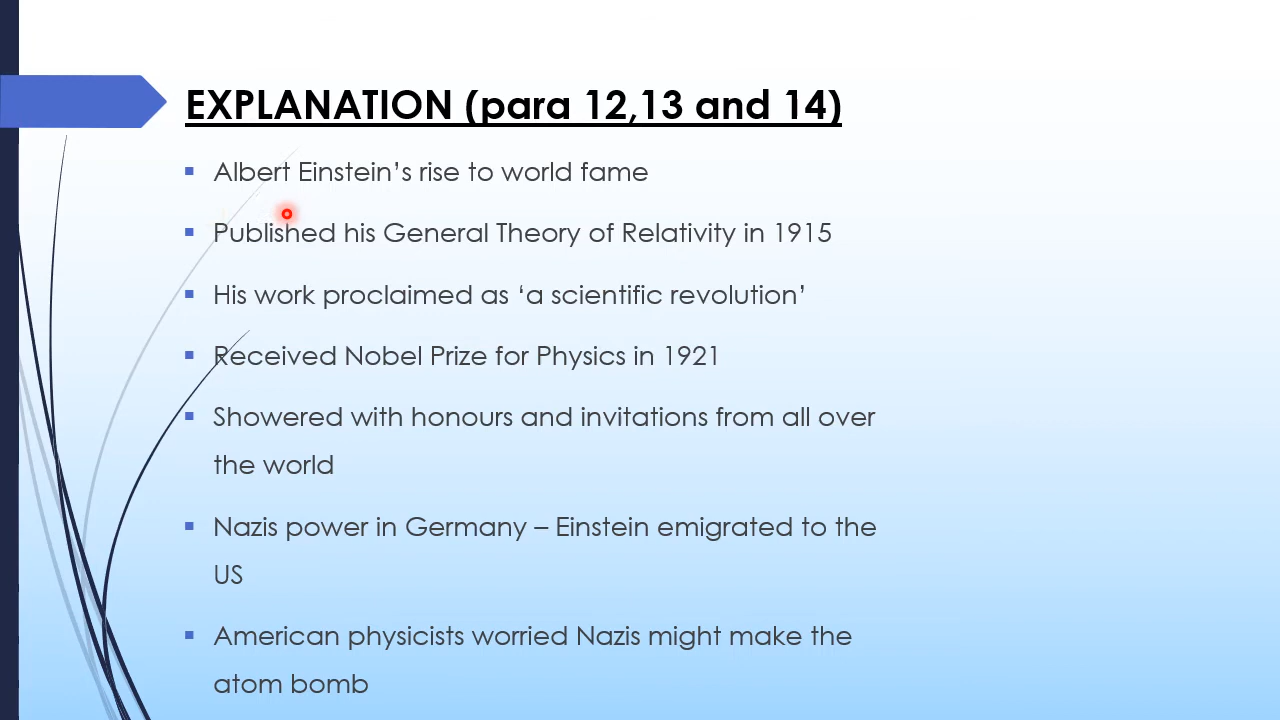 EXPLANATION (para 12,13 and 14)
▪ Albert Einstein’s rise to world fame
▪ Published his General Theory of Relativity in 1915
▪ His work proclaimed as ‘a scientific revolution’
▪ Received Nobel Prize for Physics in 1921
▪ Showered with honours and invitations from all over
the world
▪ Nazis power in Germany – Einstein emigrated to the
US
▪ American physicists worried Nazis might make the
atom bomb